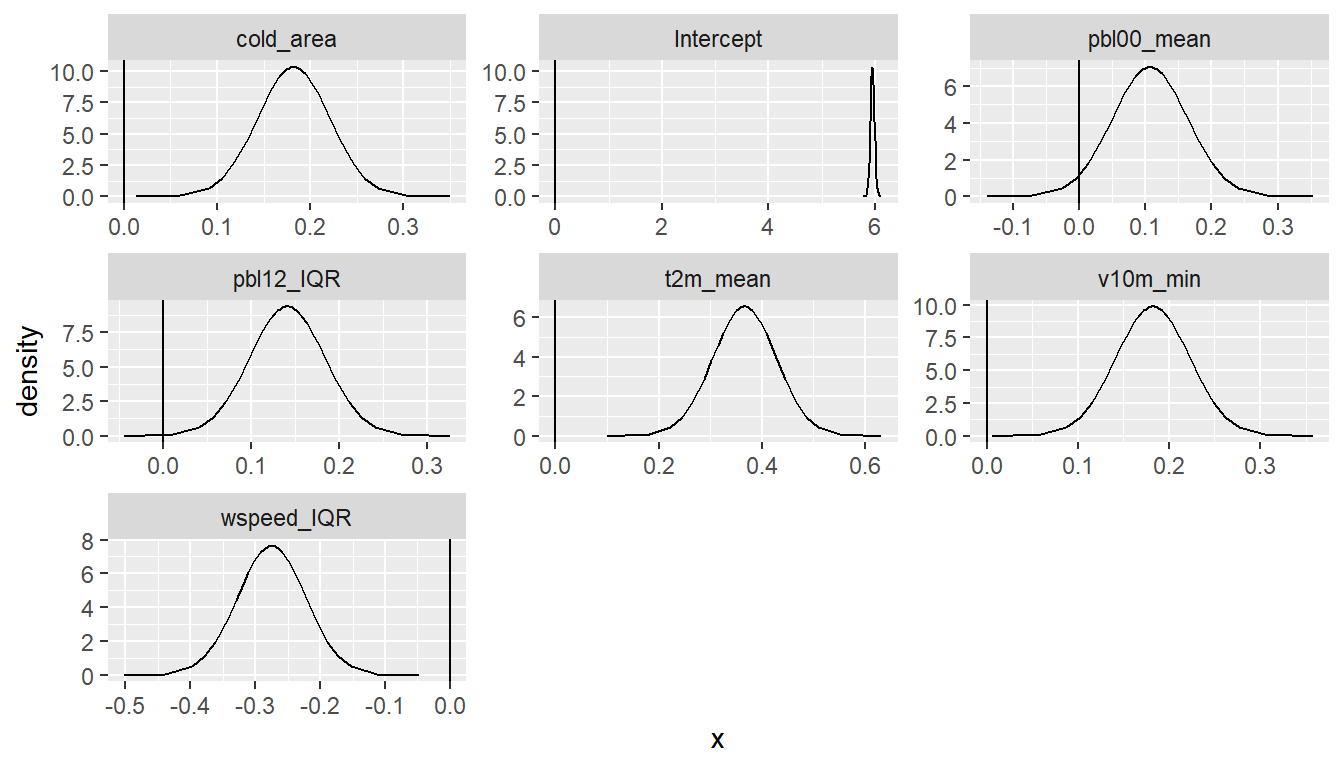 cold_area Intercept pbl00_mean
10.0 7.5 5.0 2.5 0.0
10.0 7.5 5.0 2.5 0.0
6 4 2 0
0.0 0.1 0.2 0.3 0 2 4 6 -0.1 0.0 0.1 0.2 0.3
pbl12_IQR t2m_mean v10m_min
7.5 5.0 2.5 0.0
6 4 2 0
10.0 7.5 5.0 2.5 0.0
density
0.0 0.1 0.2 0.3 0.0 0.2 0.4 0.6 0.0 0.1 0.2 0.3
wspeed_IQR
8 6 4 2 0
-0.5 -0.4 -0.3 -0.2 -0.1 0.0
x